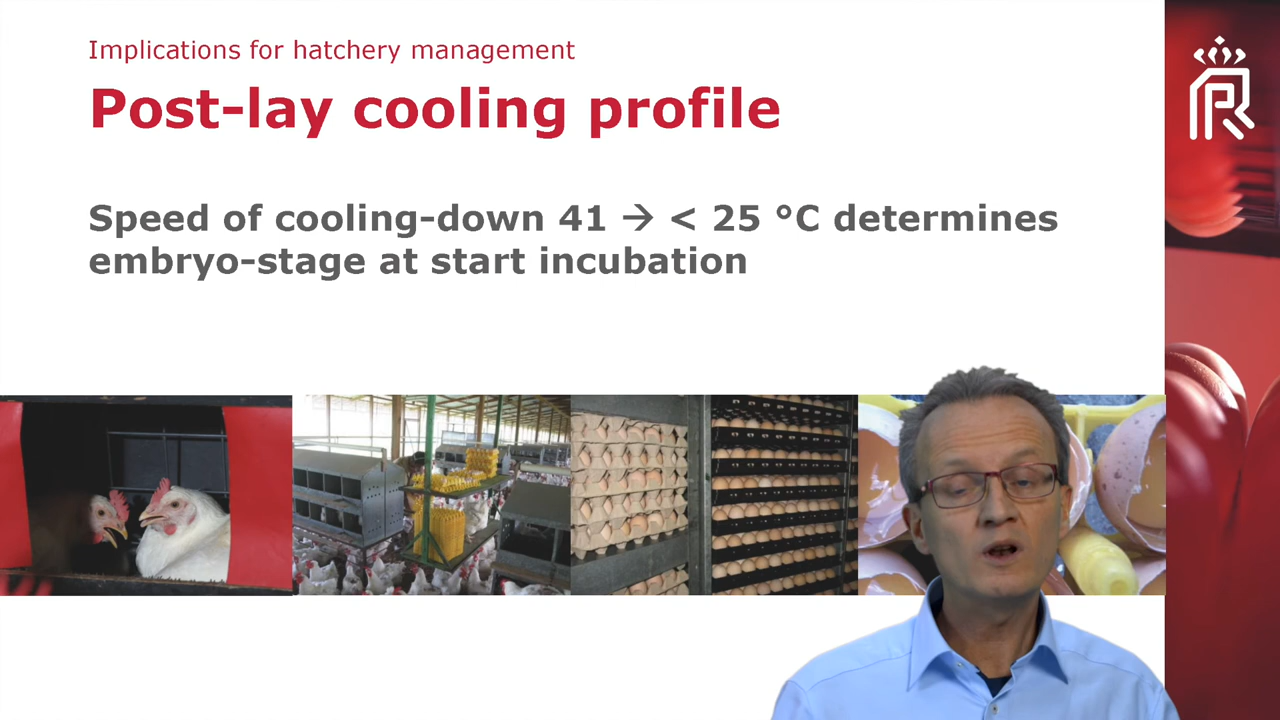 Implications for hatchery management
Post-lay cooling profile
Speed of cooling-down 41 → < 25 °C determines
embryo-stage at start incubation